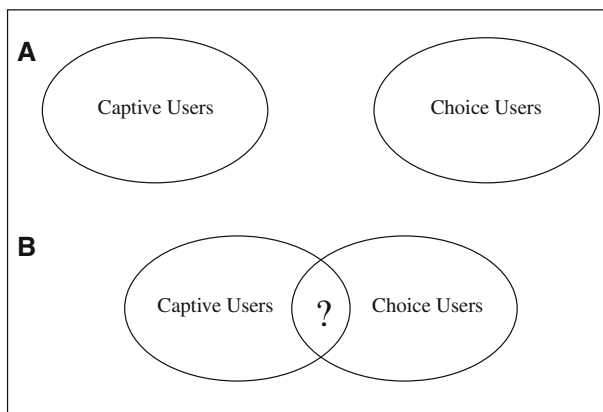 A
Captive Users Choice Users
B
Captive Users ? Choice Users